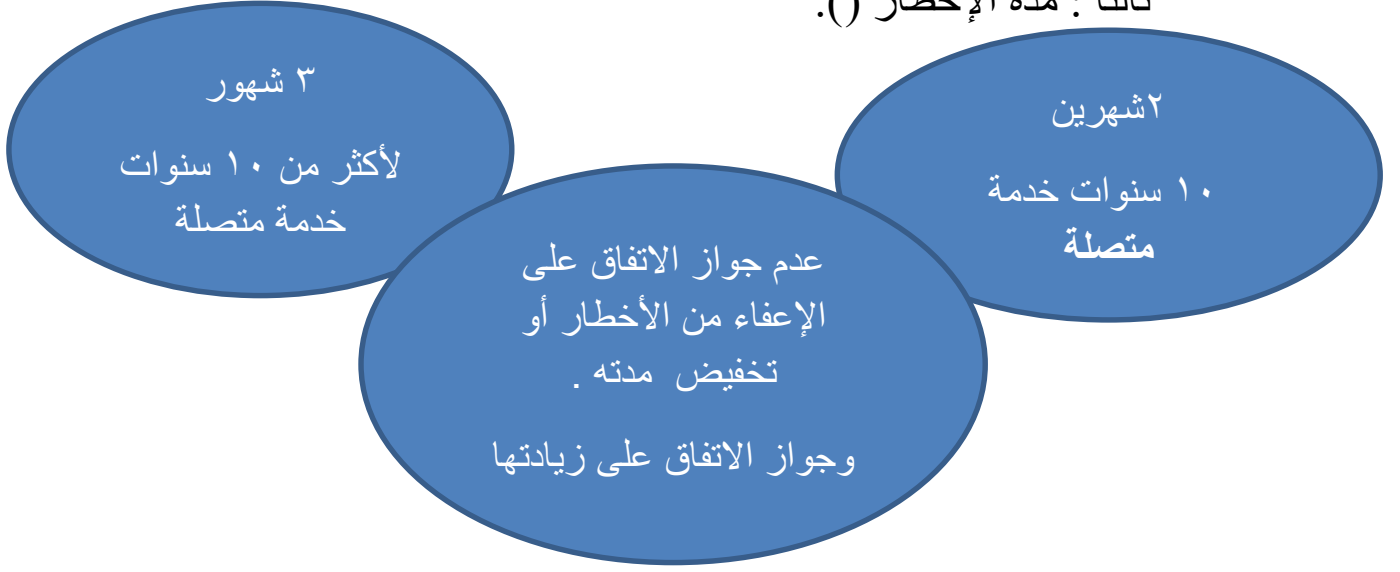 ثالثا : مدة الإخطار ().
٢شهرين
١٠ سنوات خدمة
متصلة
٣ شهور
لأكثر من ١٠ سنوات
خدمة متصلة
عدم جواز الاتفاق على
الإعفاء من الأخطار أو
تخفيض مدته .
وجواز الاتفاق على زيادتها